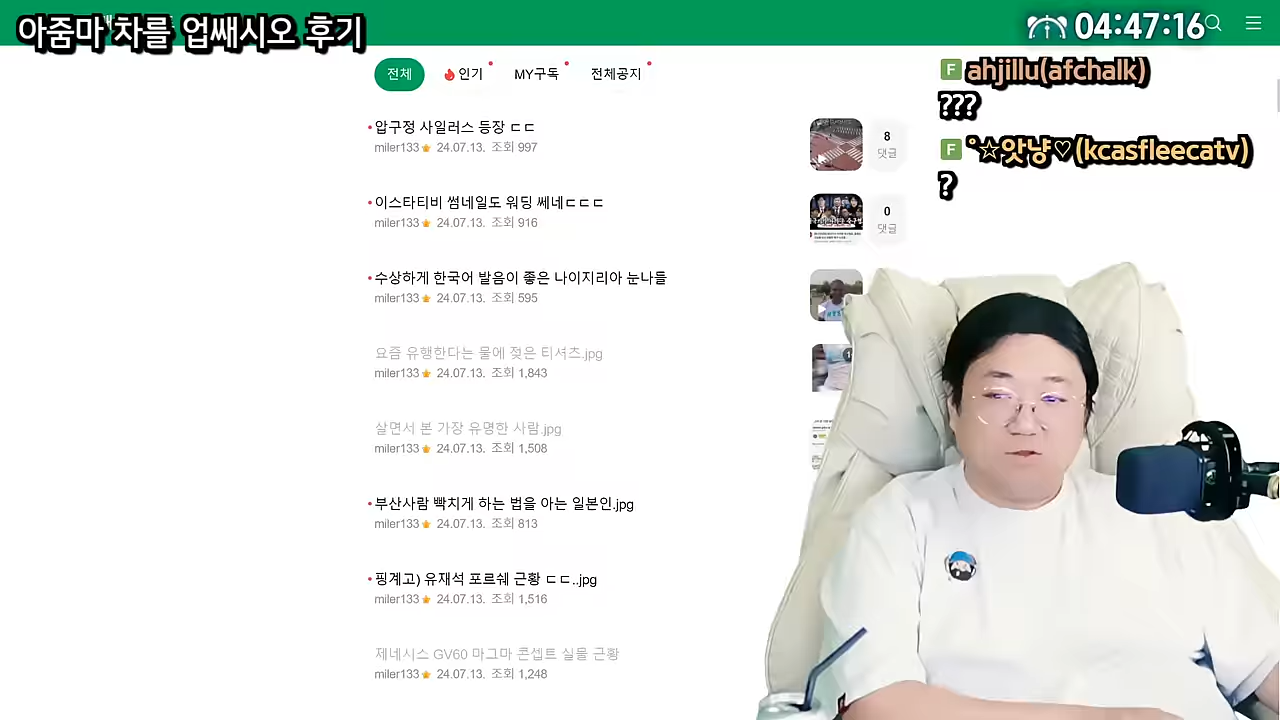 아줌마 차를 업쌔시오 후기
04:47:16
전체
인기
MY구독
전체공지
F ahjillu(afchalk)
???
F °☆앗냥♡(kcasfleecatv)
?
압구정 사일러스 등장 ㄷㄷ
miler133 24.07.13. 조회 997
8
댓글
이스타티비 썸네일도 워딩 쎄네ㄷㄷㄷ
miler133 24.07.13. 조회 916
0
댓글
수상하게 한국어 발음이 좋은 나이지리아 눈나들
miler133 24.07.13. 조회 595
요즘 유행한다는 물에 젖은 티셔츠.jpg
miler133 24.07.13. 조회 1,843
살면서 본 가장 유명한 사람.jpg
miler133 24.07.13. 조회 1,508
부산사람 빡치게 하는 법을 아는 일본인.jpg
miler133 24.07.13. 조회 813
핑계고) 유재석 포르쉐 근황 ㄷㄷ..jpg
miler133 24.07.13. 조회 1,516
제네시스 GV60 마그마 콘셉트 실물 근황
miler133 24.07.13. 조회 1,248